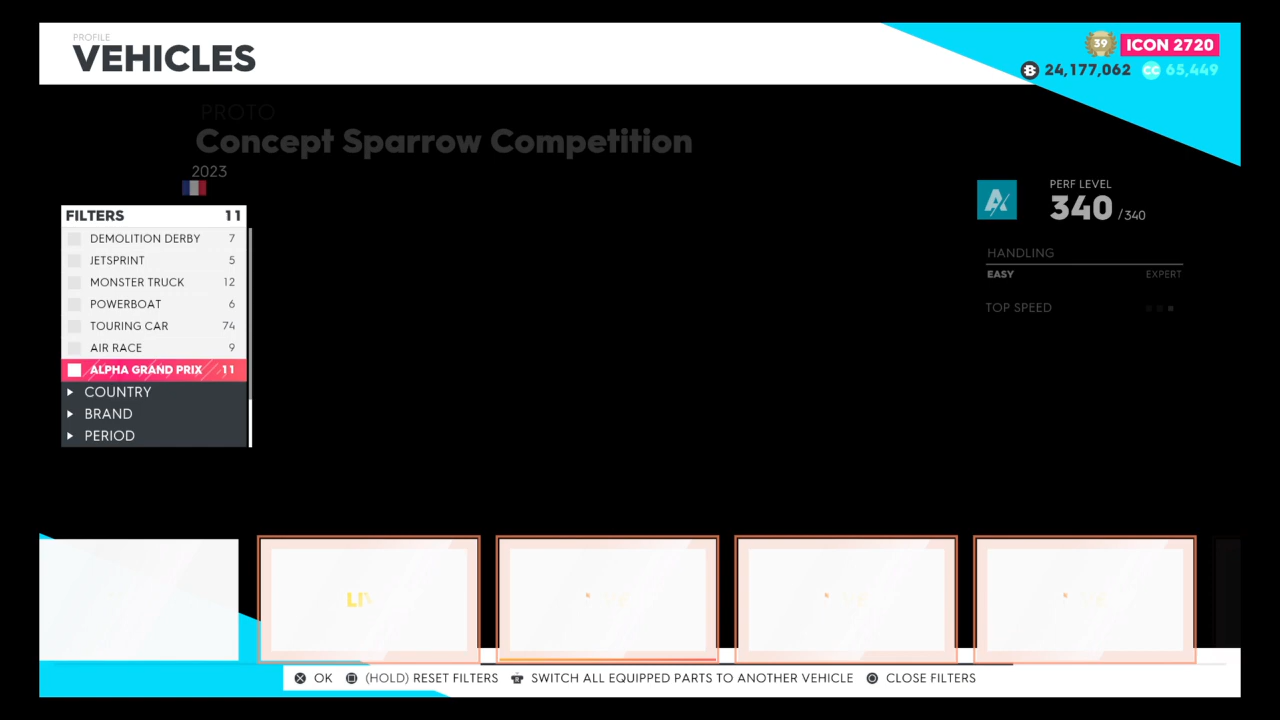 PROFILE
VEHICLES
39 ICON 2720
24,177,062 CC 65,449
PROTO
Concept Sparrow Competition
2023
PERF LEVEL
340 /340
HANDLING
EASY EXPERT
TOP SPEED
FILTERS 11
DEMOLITION DERBY 7
JETSPRINT 5
MONSTER TRUCK 12
POWERBOAT 6
TOURING CAR 74
AIR RACE 9
ALPHA GRAND PRIX 11
COUNTRY
BRAND
PERIOD
OK (HOLD) RESET FILTERS SWITCH ALL EQUIPPED PARTS TO ANOTHER VEHICLE CLOSE FILTERS